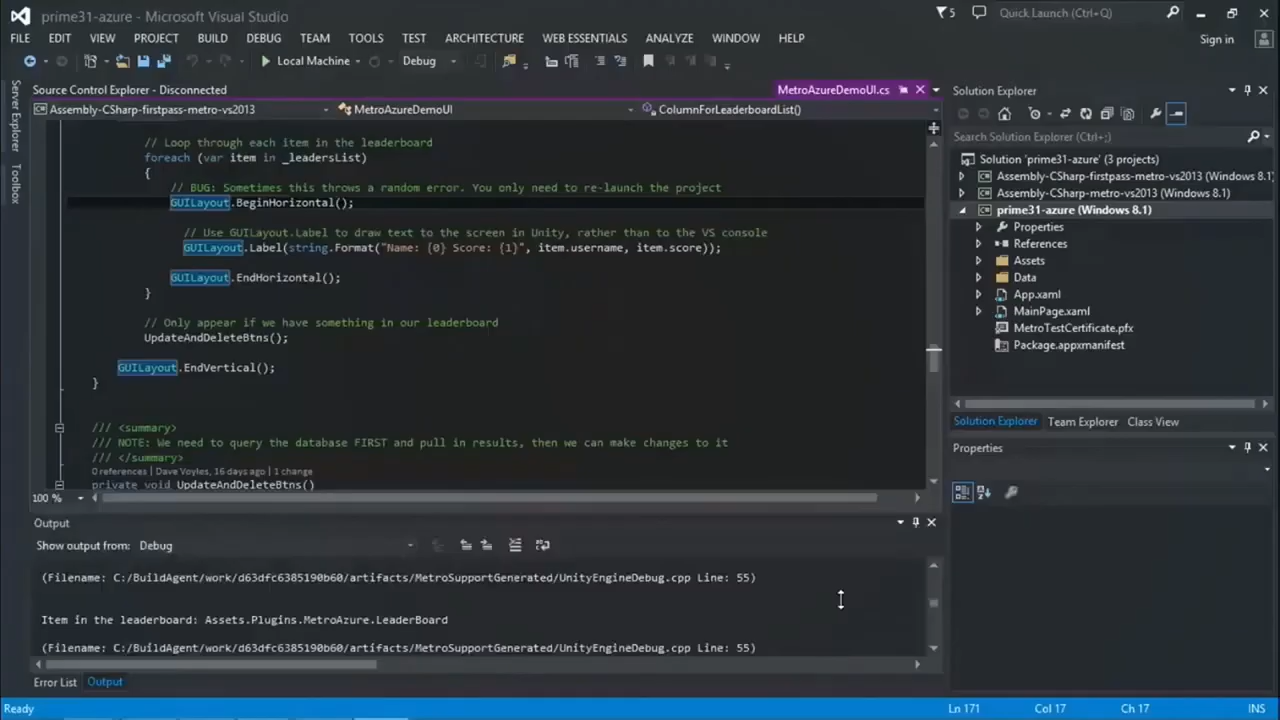 prime31-azure - Microsoft Visual Studio
5
Quick Launch (Ctrl+Q)
FILE EDIT VIEW PROJECT BUILD DEBUG TEAM TOOLS TEST ARCHITECTURE WEB ESSENTIALS ANALYZE WINDOW HELP
Sign in
Local Machine
Debug
Server Explorer
Toolbox
Source Control Explorer - Disconnected
MetroAzureDemoUI.cs
Assembly-CSharp-firstpass-metro-vs2013
MetroAzureDemoUI
ColumnForLeaderboardList()
// Loop through each item in the leaderboard
foreach (var item in _leadersList)
{
// BUG: Sometimes this throws a random error. You only need to re-launch the project
GUILayout.BeginHorizontal();
// Use GUILayout.Label to draw text to the screen in Unity, rather than to the VS console
GUILayout.Label(string.Format("Name: {0} Score: {1}", item.username, item.score));
GUILayout.EndHorizontal();
}
// Only appear if we have something in our leaderboard
UpdateAndDeleteBtns();
GUILayout.EndVertical();
}
/// <summary>
/// NOTE: We need to query the database FIRST and pull in results, then we can make changes to it
/// </summary>
0 references | Dave Voyles, 16 days ago | 1 change
private void UpdateAndDeleteBtns()
100 %
Output
Show output from: Debug
(Filename: C:/BuildAgent/work/d63dfc6385190b60/artifacts/MetroSupportGenerated/UnityEngineDebug.cpp Line: 55)
Item in the leaderboard: Assets.Plugins.MetroAzure.LeaderBoard
(Filename: C:/BuildAgent/work/d63dfc6385190b60/artifacts/MetroSupportGenerated/UnityEngineDebug.cpp Line: 55)
Error List Output
Solution Explorer
Search Solution Explorer (Ctrl+;)
Solution 'prime31-azure' (3 projects)
Assembly-CSharp-firstpass-metro-vs2013 (Windows 8.1)
Assembly-CSharp-metro-vs2013 (Windows 8.1)
prime31-azure (Windows 8.1)
Properties
References
Assets
Data
App.xaml
MainPage.xaml
MetroTestCertificate.pfx
Package.appxmanifest
Solution Explorer Team Explorer Class View
Properties
Ready
Ln 171
Col 17
Ch 17
INS